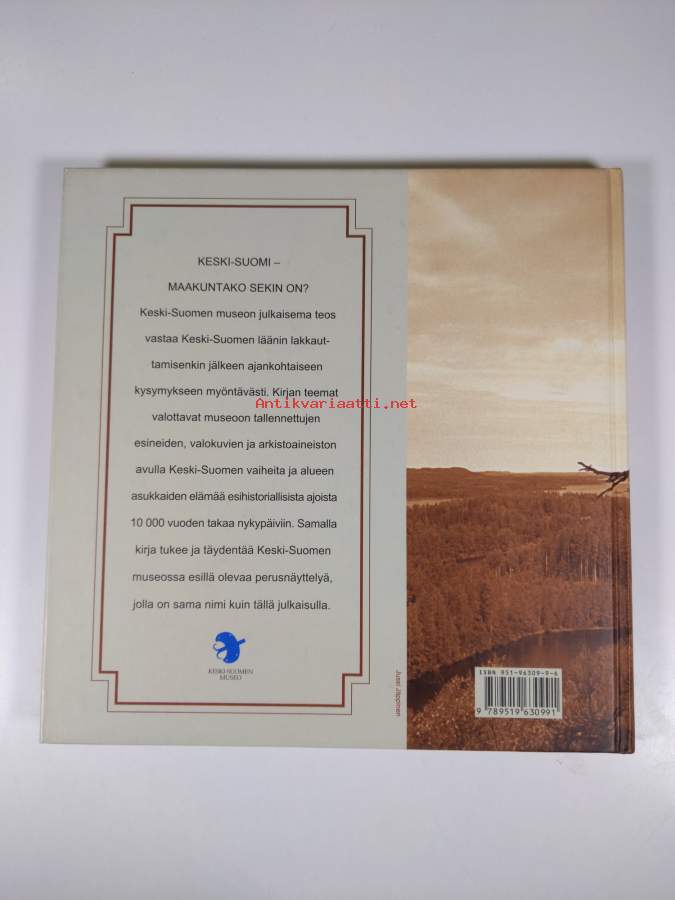 KESKI-SUOMI –
MAAKUNTAKO SEKIN ON?
Keski-Suomen museon julkaisema teos
vastaa Keski-Suomen läänin lakkaut-
tamisenkin jälkeen ajankohtaiseen
kysymykseen myöntävästi. Kirjan teemat
Antikvariaatti.net
valottavat museoon tallennettujen
esineiden, valokuvien ja arkistoaineiston
avulla Keski-Suomen vaiheita ja alueen
asukkaiden elämää esihistoriallisista ajoista
10 000 vuoden takaa nykypäiviin. Samalla
kirja tukee ja täydentää Keski-Suomen
museossa esillä olevaa perusnäyttelyä,
jolla on sama nimi kuin tällä julkaisulla.
KESKI-SUOMEN
MUSEO
Jussi Jäppinen
ISBN 951-96309-9-6
9 789519 630991